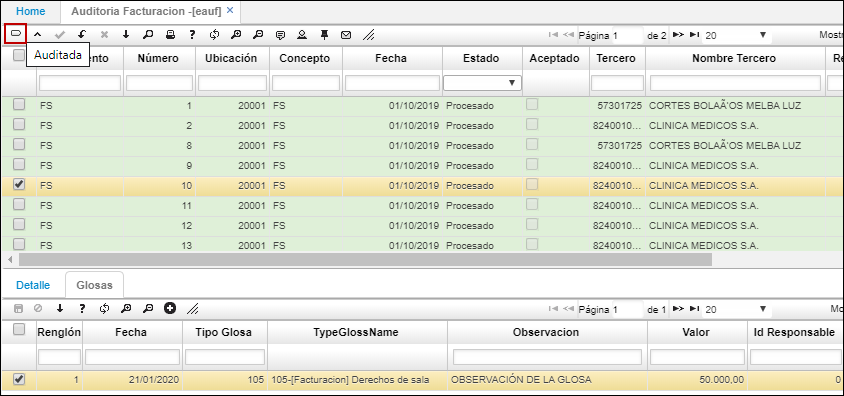 Home Auditoria Facturacion -[eauf] ×
Página 1 de 2 20 Mostr
Auditada
ento Número Ubicación Concepto Fecha Estado Aceptado Tercero Nombre Tercero Re
FS 1 20001 FS 01/10/2019 Procesado 57301725 CORTES BOLAÃ'OS MELBA LUZ
FS 2 20001 FS 01/10/2019 Procesado 8240010... CLINICA MEDICOS S.A.
FS 8 20001 FS 01/10/2019 Procesado 57301725 CORTES BOLAÃ'OS MELBA LUZ
FS 9 20001 FS 01/10/2019 Procesado 8240010... CLINICA MEDICOS S.A.
FS 10 20001 FS 01/10/2019 Procesado 8240010... CLINICA MEDICOS S.A.
FS 11 20001 FS 01/10/2019 Procesado 8240010... CLINICA MEDICOS S.A.
FS 12 20001 FS 01/10/2019 Procesado 8240010... CLINICA MEDICOS S.A.
FS 13 20001 FS 01/10/2019 Procesado 8240010... CLINICA MEDICOS S.A.
Detalle Glosas
Página 1 de 1 20 Mo
Renglón Fecha Tipo Glosa TypeGlossName Observacion Valor Id Responsable
1 21/01/2020 105 105-[Facturacion] Derechos de sala OBSERVACIÓN DE LA GLOSA 50.000,00 0